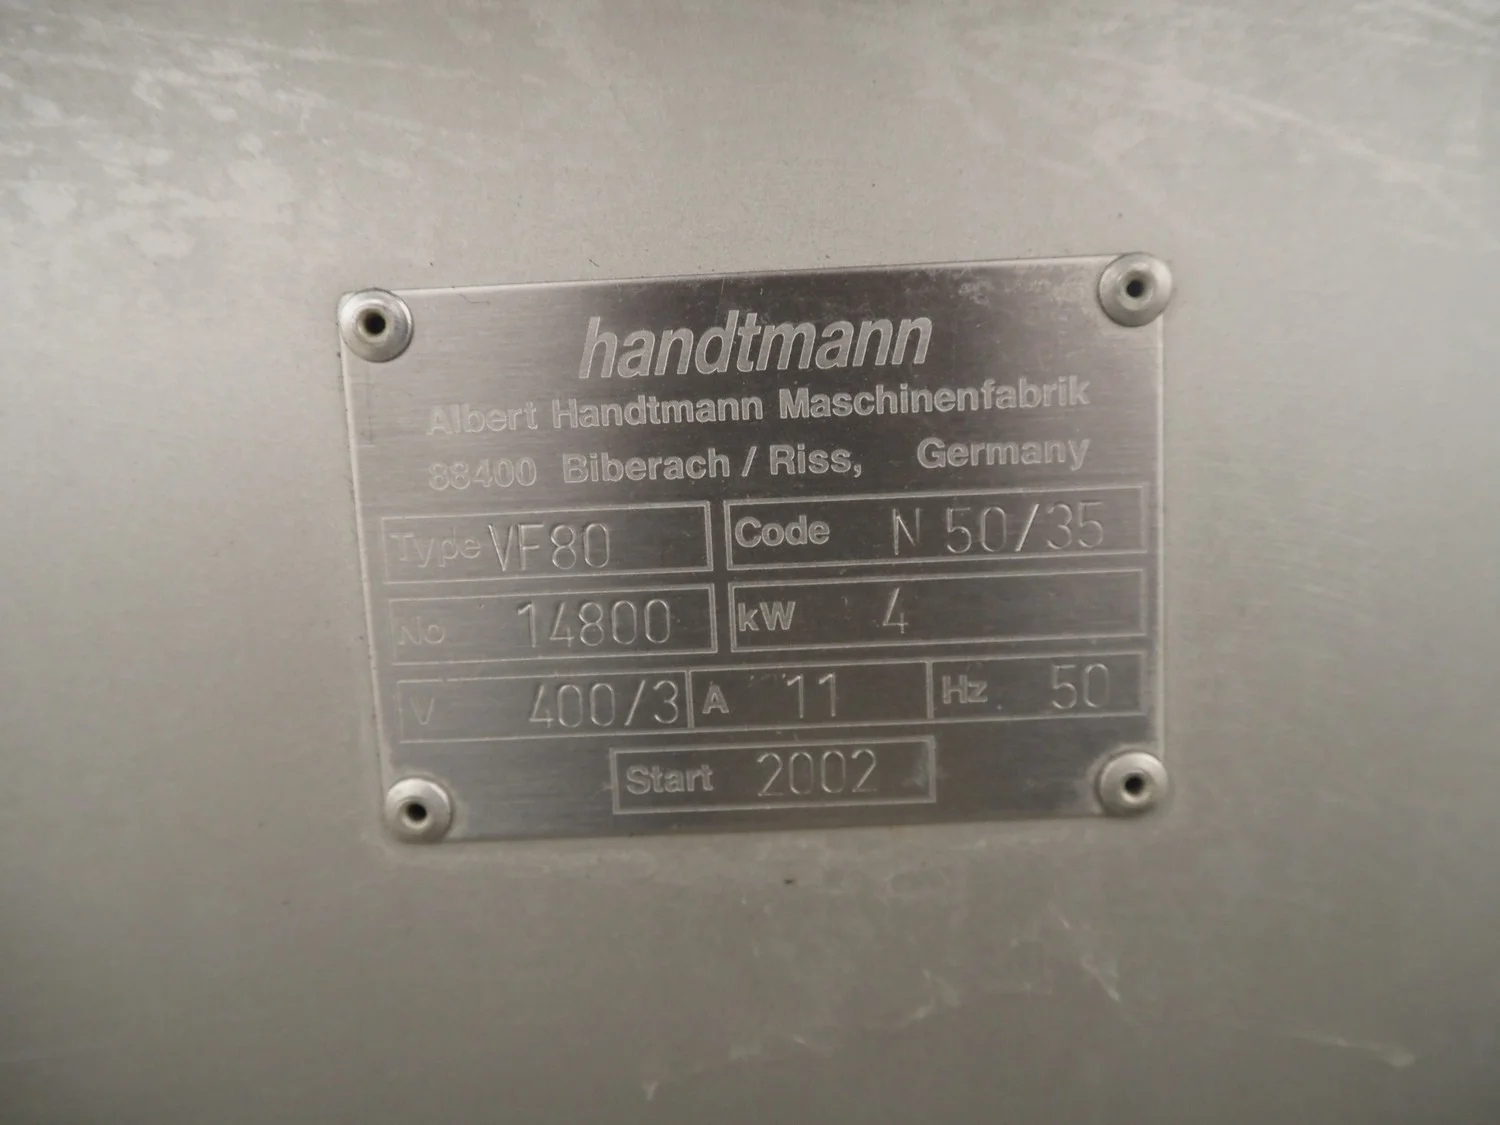 handtmann
Albert Handtmann Maschinenfabrik
88400 Biberach / Riss, Germany
Type VF80 Code N 50/35
No 14800 kW 4
V 400/3 A 11 Hz 50
Start 2002